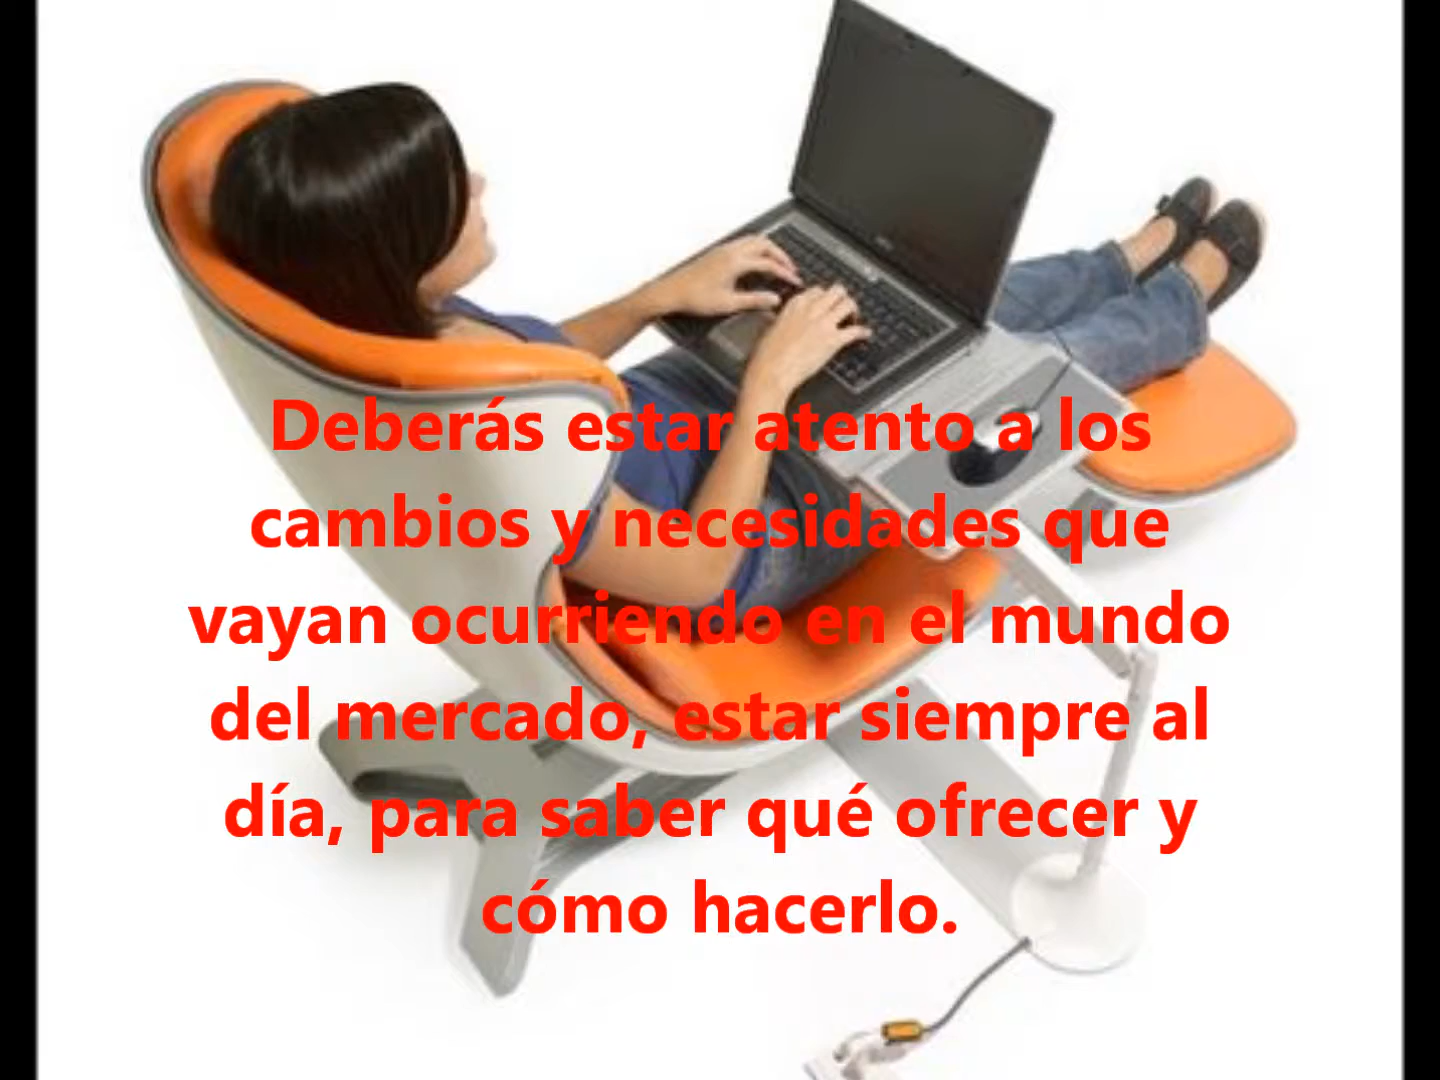 Deberás estar atento a los
cambios y necesidades que
vayan ocurriendo en el mundo
del mercado, estar siempre al
día, para saber qué ofrecer y
cómo hacerlo.